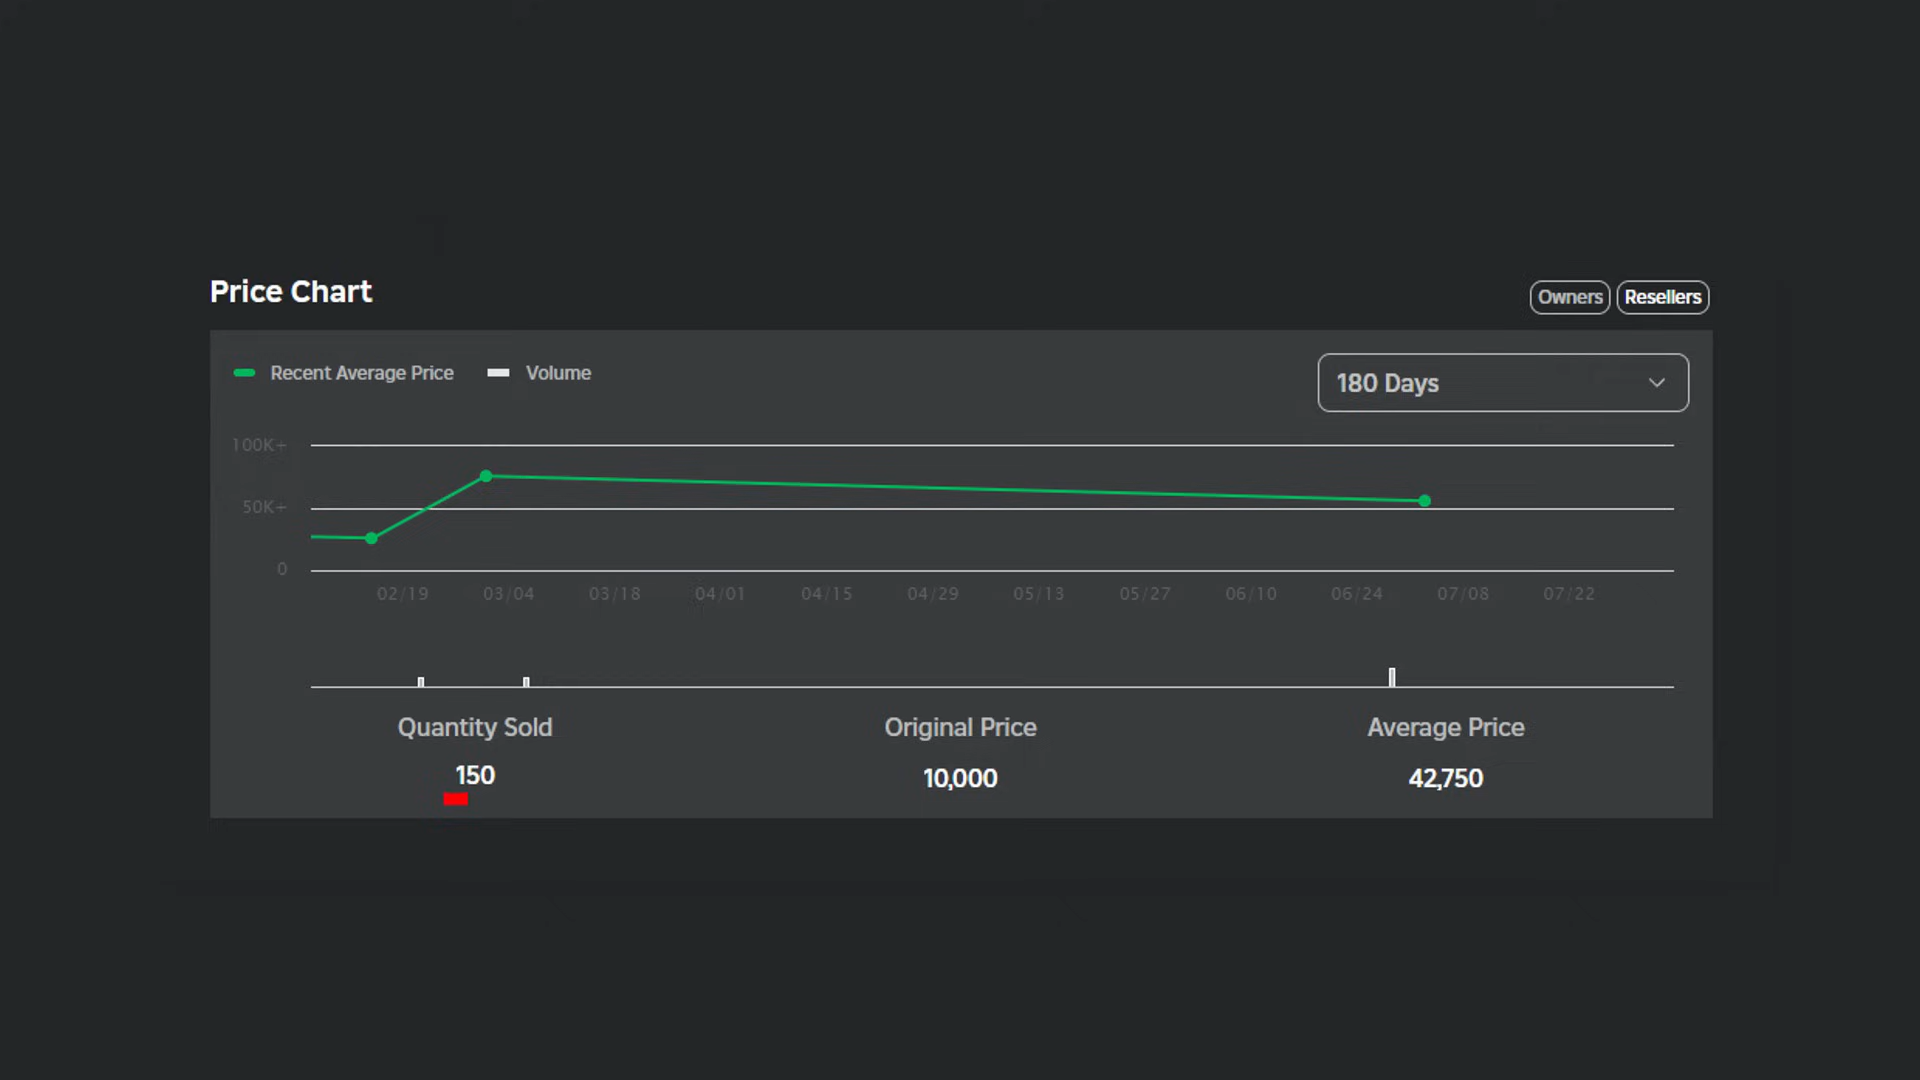 Price Chart
Owners Resellers
Recent Average Price Volume
180 Days
100K+
50K+
0
02/19 03/04 03/18 04/01 04/15 04/29 05/13 05/27 06/10 06/24 07/08 07/22
Quantity Sold Original Price Average Price
150 10,000 42,750